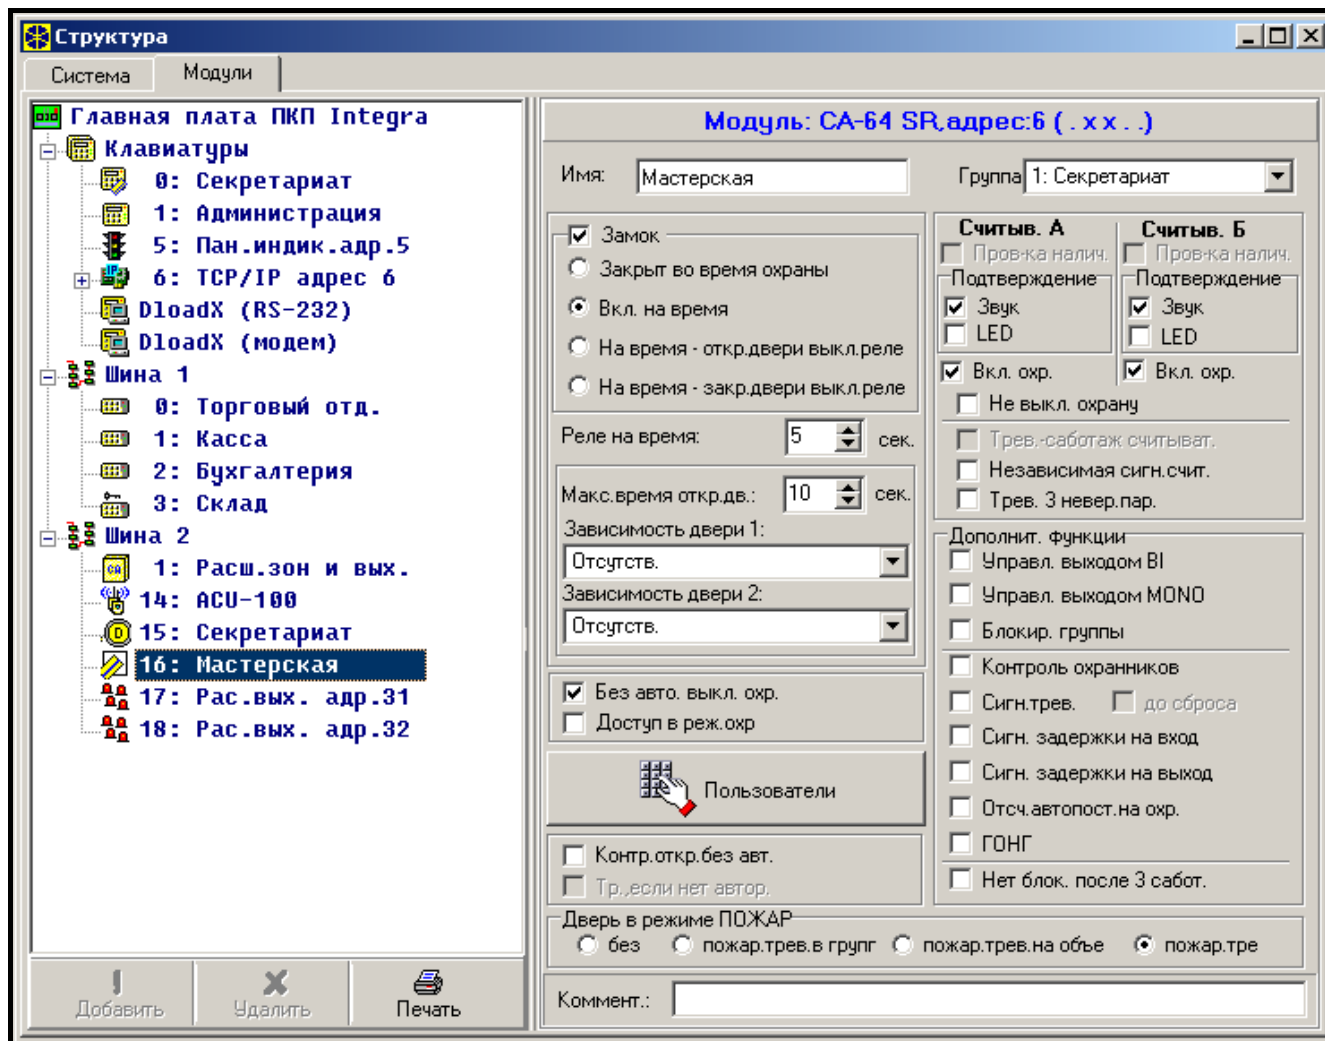 Структура
Система
Модули
Главная плата ПКП Integra
Клавиатуры
0: Секретариат
1: Администрация
5: Пан.индик.адр.5
6: TCP/IP адрес 6
DloadX (RS-232)
DloadX (модем)
Шина 1
0: Торговый отд.
1: Касса
2: Бухгалтерия
3: Склад
Шина 2
1: Расш.зон и вых.
14: ACU-100
15: Секретариат
16: Мастерская
17: Рас.вых. адр.31
18: Рас.вых. адр.32
Добавить
Удалить
Печать
Модуль: CA-64 SR,адрес:6 ( . x x . .)
Имя: Мастерская
Группа 1: Секретариат
Замок
Закрыт во время охраны
Вкл. на время
На время - откр.двери выкл.реле
На время - закр.двери выкл.реле
Реле на время: 5 сек.
Макс.время откр.дв.: 10 сек.
Зависимость двери 1:
Отсутств.
Зависимость двери 2:
Отсутств.
Без авто. выкл. охр.
Доступ в реж.охр
Пользователи
Контр.откр.без авт.
Тр.,если нет автор.
Считыв. А
Считыв. Б
Пров-ка налич.
Пров-ка налич.
Подтверждение
Подтверждение
Звук
Звук
LED
LED
Вкл. охр.
Вкл. охр.
Не выкл. охрану
Трев.-саботаж считыват.
Независимая сигн.счит.
Трев. 3 невер.пар.
Дополнит. функции
Управл. выходом BI
Управл. выходом MONO
Блокир. группы
Контроль охранников
Сигн.трев.
до сброса
Сигн. задержки на вход
Сигн. задержки на выход
Отсч.автопост.на охр.
ГОНГ
Нет блок. после 3 сабот.
Дверь в режиме ПОЖАР
без
пожар.трев.в групг
пожар.трев.на объе
пожар.тре
Коммент.: